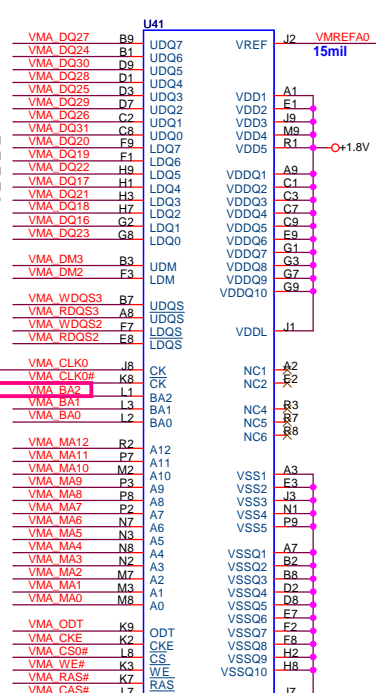 U41
VMA_DQ27 B9 UDQ7 VREF J2 VMREFA0
VMA_DQ24 B1 UDQ6 15mil
VMA_DQ30 D9 UDQ5
VMA_DQ28 D1 UDQ4
VMA_DQ25 D3 UDQ3 VDD1 A1
VMA_DQ29 D7 UDQ2 VDD2 E1
VMA_DQ26 C2 UDQ1 VDD3 J9
VMA_DQ31 C8 UDQ0 VDD4 M9
VMA_DQ20 F9 LDQ7 VDD5 R1 +1.8V
VMA_DQ19 F1 LDQ6
VMA_DQ22 H9 LDQ5 VDDQ1 A9
VMA_DQ17 H1 LDQ4 VDDQ2 C1
VMA_DQ21 H3 LDQ3 VDDQ3 C3
VMA_DQ18 H7 LDQ2 VDDQ4 C7
VMA_DQ16 G2 LDQ1 VDDQ5 C9
VMA_DQ23 G8 LDQ0 VDDQ6 E9
VDDQ7 G1
VMA_DM3 B3 UDM VDDQ8 G3
VMA_DM2 F3 LDM VDDQ9 G7
VDDQ10 G9
VMA_WDQS3 B7 UDQS
VMA_RDQS3 A8 UDQS
VMA_WDQS2 F7 LDQS VDDL J1
VMA_RDQS2 E8 LDQS
VMA_CLK0 J8 CK NC1 A2
VMA_CLK0# K8 CK NC2 E2
VMA_BA2 L1 BA2
VMA_BA1 L3 BA1 NC4 R3
VMA_BA0 L2 BA0 NC5 R7
NC6 R8
VMA_MA12 R2 A12
VMA_MA11 P7 A11
VMA_MA10 M2 A10 VSS1 A3
VMA_MA9 P3 A9 VSS2 E3
VMA_MA8 P8 A8 VSS3 J3
VMA_MA7 P2 A7 VSS4 N1
VMA_MA6 N7 A6 VSS5 P9
VMA_MA5 N3 A5
VMA_MA4 N8 A4 VSSQ1 A7
VMA_MA3 N2 A3 VSSQ2 B2
VMA_MA2 M7 A2 VSSQ3 B8
VMA_MA1 M3 A1 VSSQ4 D2
VMA_MA0 M8 A0 VSSQ5 D8
VSSQ6 E7
VMA_ODT K9 ODT VSSQ7 F2
VMA_CKE K2 CKE VSSQ8 F8
VMA_CS0# L8 CS VSSQ9 H2
VMA_WE# K3 WE VSSQ10 H8
VMA_RAS# K7 RAS
VMA_CAS# L7 J7